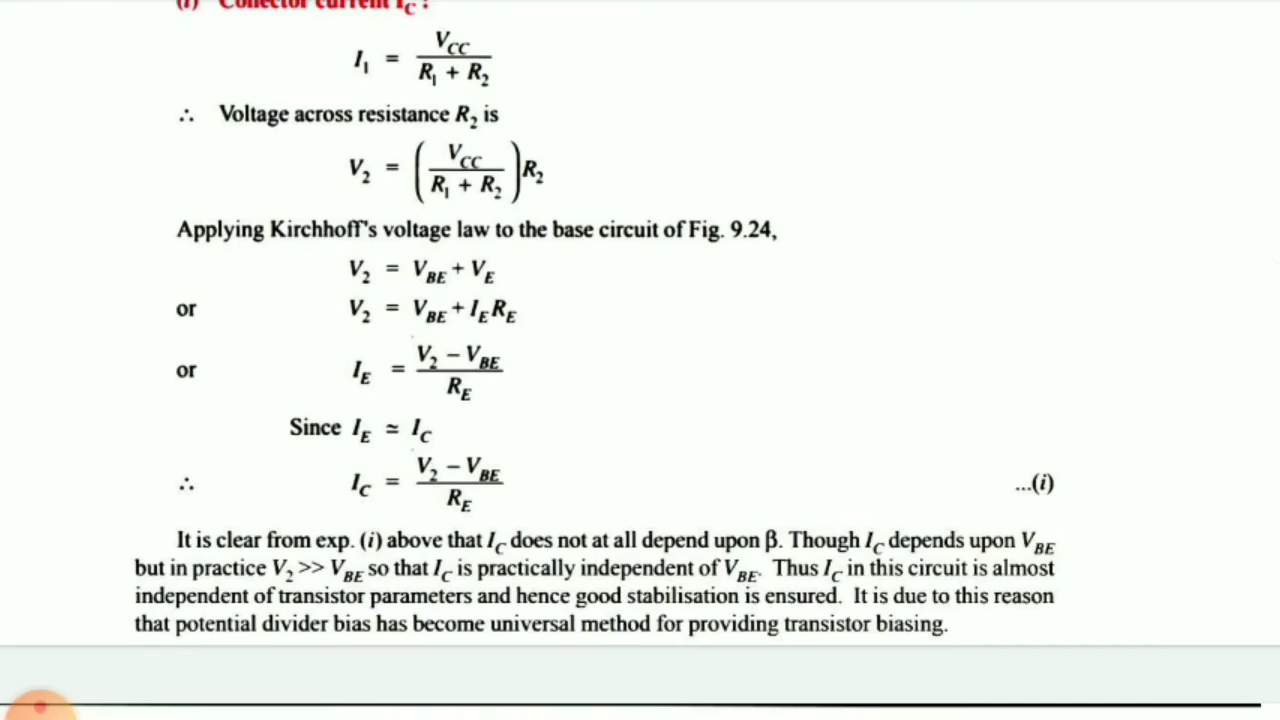 (i) Collector current I_C :
I₁ = V_CC / (R₁ + R₂)
∴ Voltage across resistance R₂ is
V₂ = (V_CC / (R₁ + R₂)) R₂
Applying Kirchhoff's voltage law to the base circuit of Fig. 9.24,
V₂ = V_BE + V_E
or V₂ = V_BE + I_E R_E
or I_E = (V₂ – V_BE) / R_E
Since I_E ≃ I_C
∴ I_C = (V₂ – V_BE) / R_E ...(i)
It is clear from exp. (i) above that I_C does not at all depend upon β. Though I_C depends upon V_BE
but in practice V₂ >> V_BE so that I_C is practically independent of V_BE. Thus I_C in this circuit is almost
independent of transistor parameters and hence good stabilisation is ensured. It is due to this reason
that potential divider bias has become universal method for providing transistor biasing.